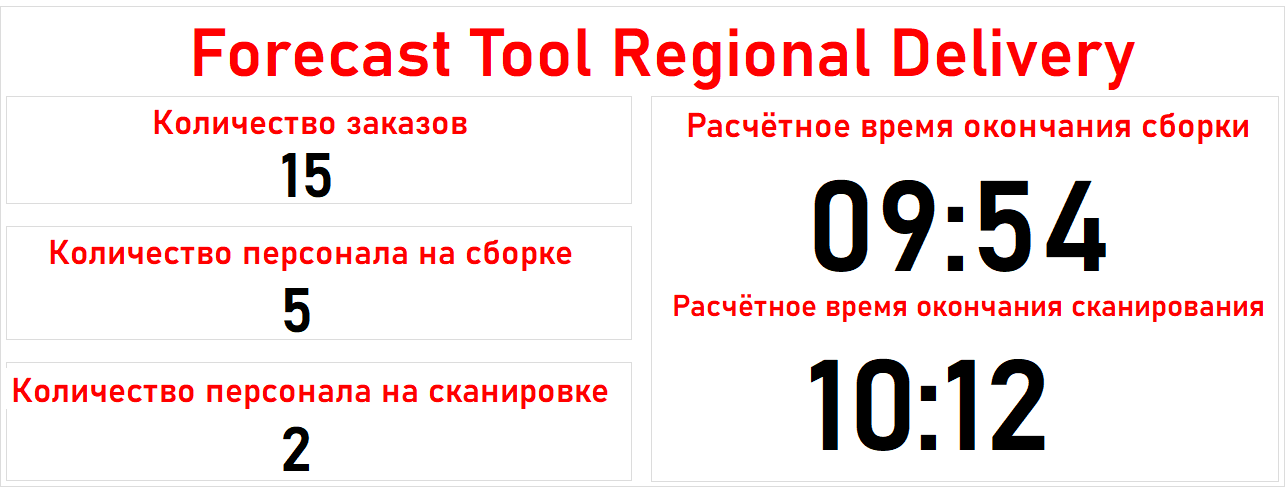 Forecast Tool Regional Delivery
Количество заказов
15
Количество персонала на сборке
5
Количество персонала на сканировке
2
Расчётное время окончания сборки
09:54
Расчётное время окончания сканирования
10:12